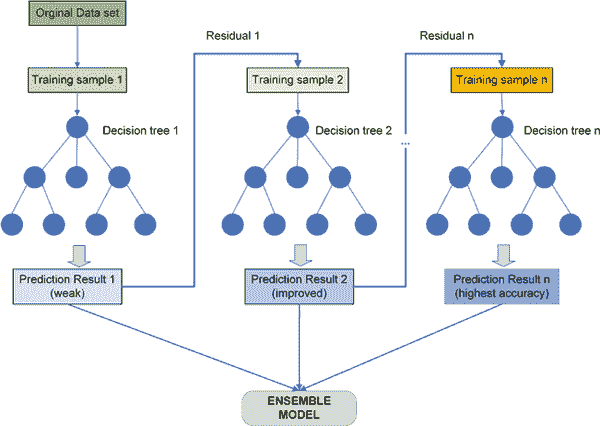 Orginal Data set
Residual 1
Residual n
Training sample 1
Training sample 2
Training sample n
Decision tree 1
Decision tree 2
...
Decision tree n
Prediction Result 1
(weak)
Prediction Result 2
(improved)
Prediction Result n
(highest accuracy)
ENSEMBLE
MODEL